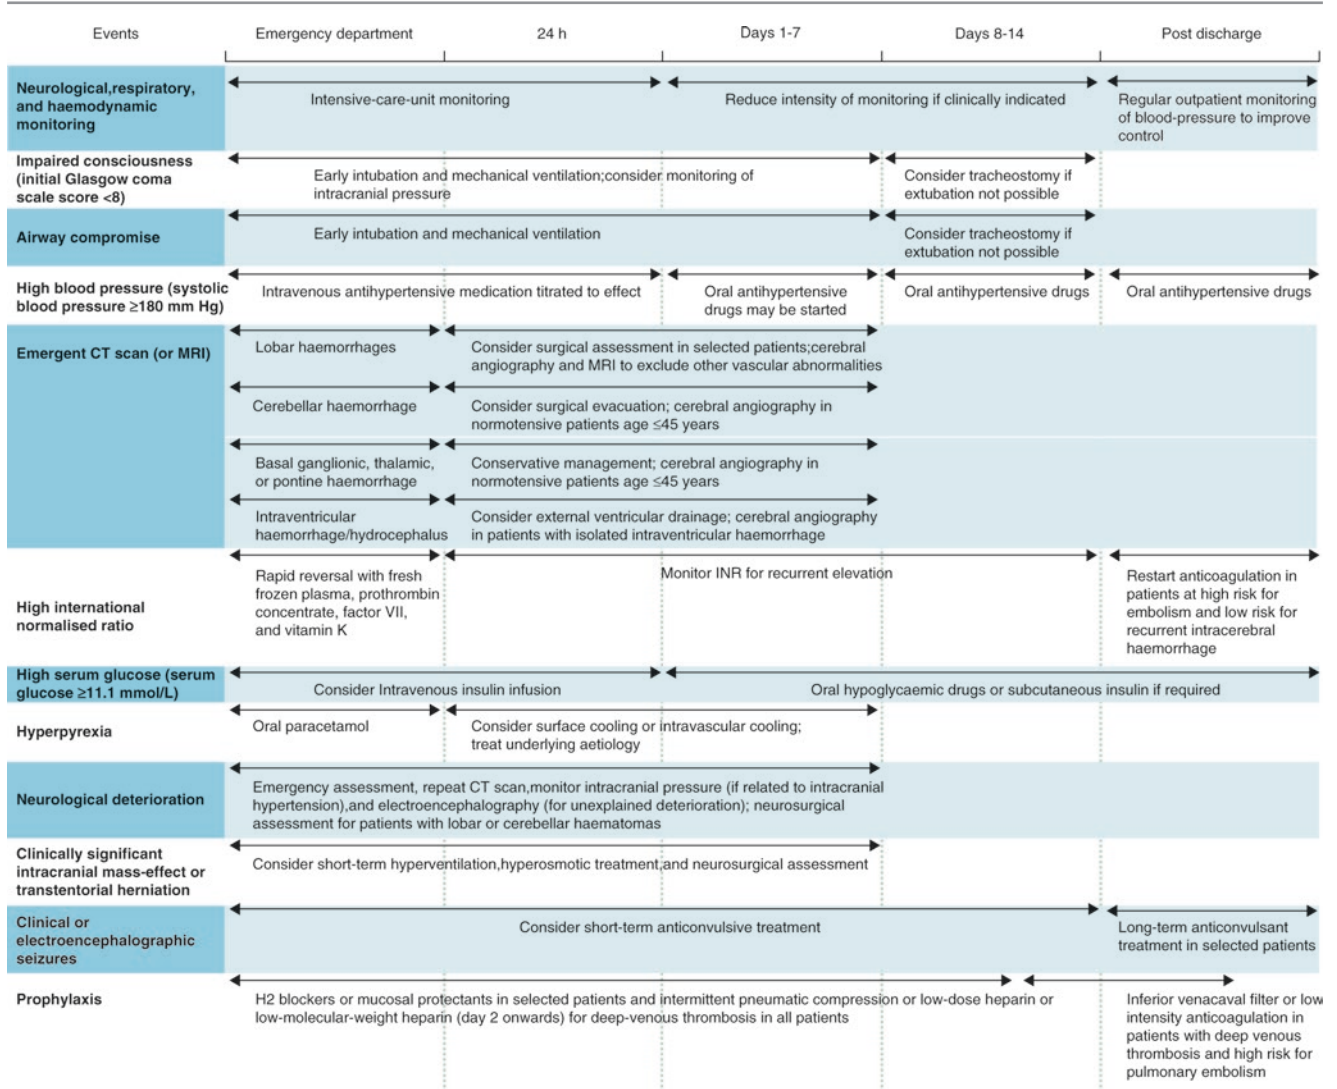 Events
Emergency department
24 h
Days 1-7
Days 8-14
Post discharge
Neurological,respiratory,
and haemodynamic
monitoring
Intensive-care-unit monitoring
Reduce intensity of monitoring if clinically indicated
Regular outpatient monitoring
of blood-pressure to improve
control
Impaired consciousness
(initial Glasgow coma
scale score <8)
Early intubation and mechanical ventilation;consider monitoring of
intracranial pressure
Consider tracheostomy if
extubation not possible
Airway compromise
Early intubation and mechanical ventilation
Consider tracheostomy if
extubation not possible
High blood pressure (systolic
blood pressure ≥180 mm Hg)
Intravenous antihypertensive medication titrated to effect
Oral antihypertensive
drugs may be started
Oral antihypertensive drugs
Oral antihypertensive drugs
Emergent CT scan (or MRI)
Lobar haemorrhages
Consider surgical assessment in selected patients;cerebral
angiography and MRI to exclude other vascular abnormalities
Cerebellar haemorrhage
Consider surgical evacuation; cerebral angiography in
normotensive patients age ≤45 years
Basal ganglionic, thalamic,
or pontine haemorrhage
Conservative management; cerebral angiography in
normotensive patients age ≤45 years
Intraventricular
haemorrhage/hydrocephalus
Consider external ventricular drainage; cerebral angiography
in patients with isolated intraventricular haemorrhage
High international
normalised ratio
Rapid reversal with fresh
frozen plasma, prothrombin
concentrate, factor VII,
and vitamin K
Monitor INR for recurrent elevation
Restart anticoagulation in
patients at high risk for
embolism and low risk for
recurrent intracerebral
haemorrhage
High serum glucose (serum
glucose ≥11.1 mmol/L)
Consider Intravenous insulin infusion
Oral hypoglycaemic drugs or subcutaneous insulin if required
Hyperpyrexia
Oral paracetamol
Consider surface cooling or intravascular cooling;
treat underlying aetiology
Neurological deterioration
Emergency assessment, repeat CT scan,monitor intracranial pressure (if related to intracranial
hypertension),and electroencephalography (for unexplained deterioration); neurosurgical
assessment for patients with lobar or cerebellar haematomas
Clinically significant
intracranial mass-effect or
transtentorial herniation
Consider short-term hyperventilation,hyperosmotic treatment,and neurosurgical assessment
Clinical or
electroencephalographic
seizures
Consider short-term anticonvulsive treatment
Long-term anticonvulsant
treatment in selected patients
Prophylaxis
H2 blockers or mucosal protectants in selected patients and intermittent pneumatic compression or low-dose heparin or
low-molecular-weight heparin (day 2 onwards) for deep-venous thrombosis in all patients
Inferior venacaval filter or low
intensity anticoagulation in
patients with deep venous
thrombosis and high risk for
pulmonary embolism